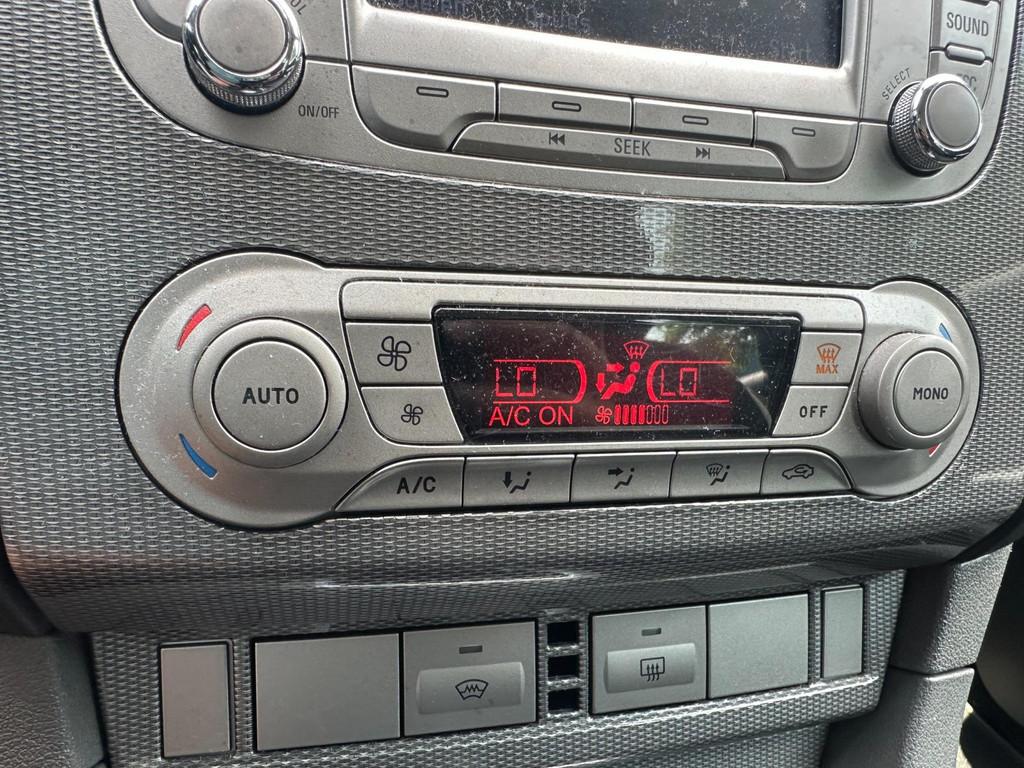 SOUND
SELECT
ON/OFF
SEEK
AUTO
LO LO
A/C ON
MAX
OFF
MONO
A/C